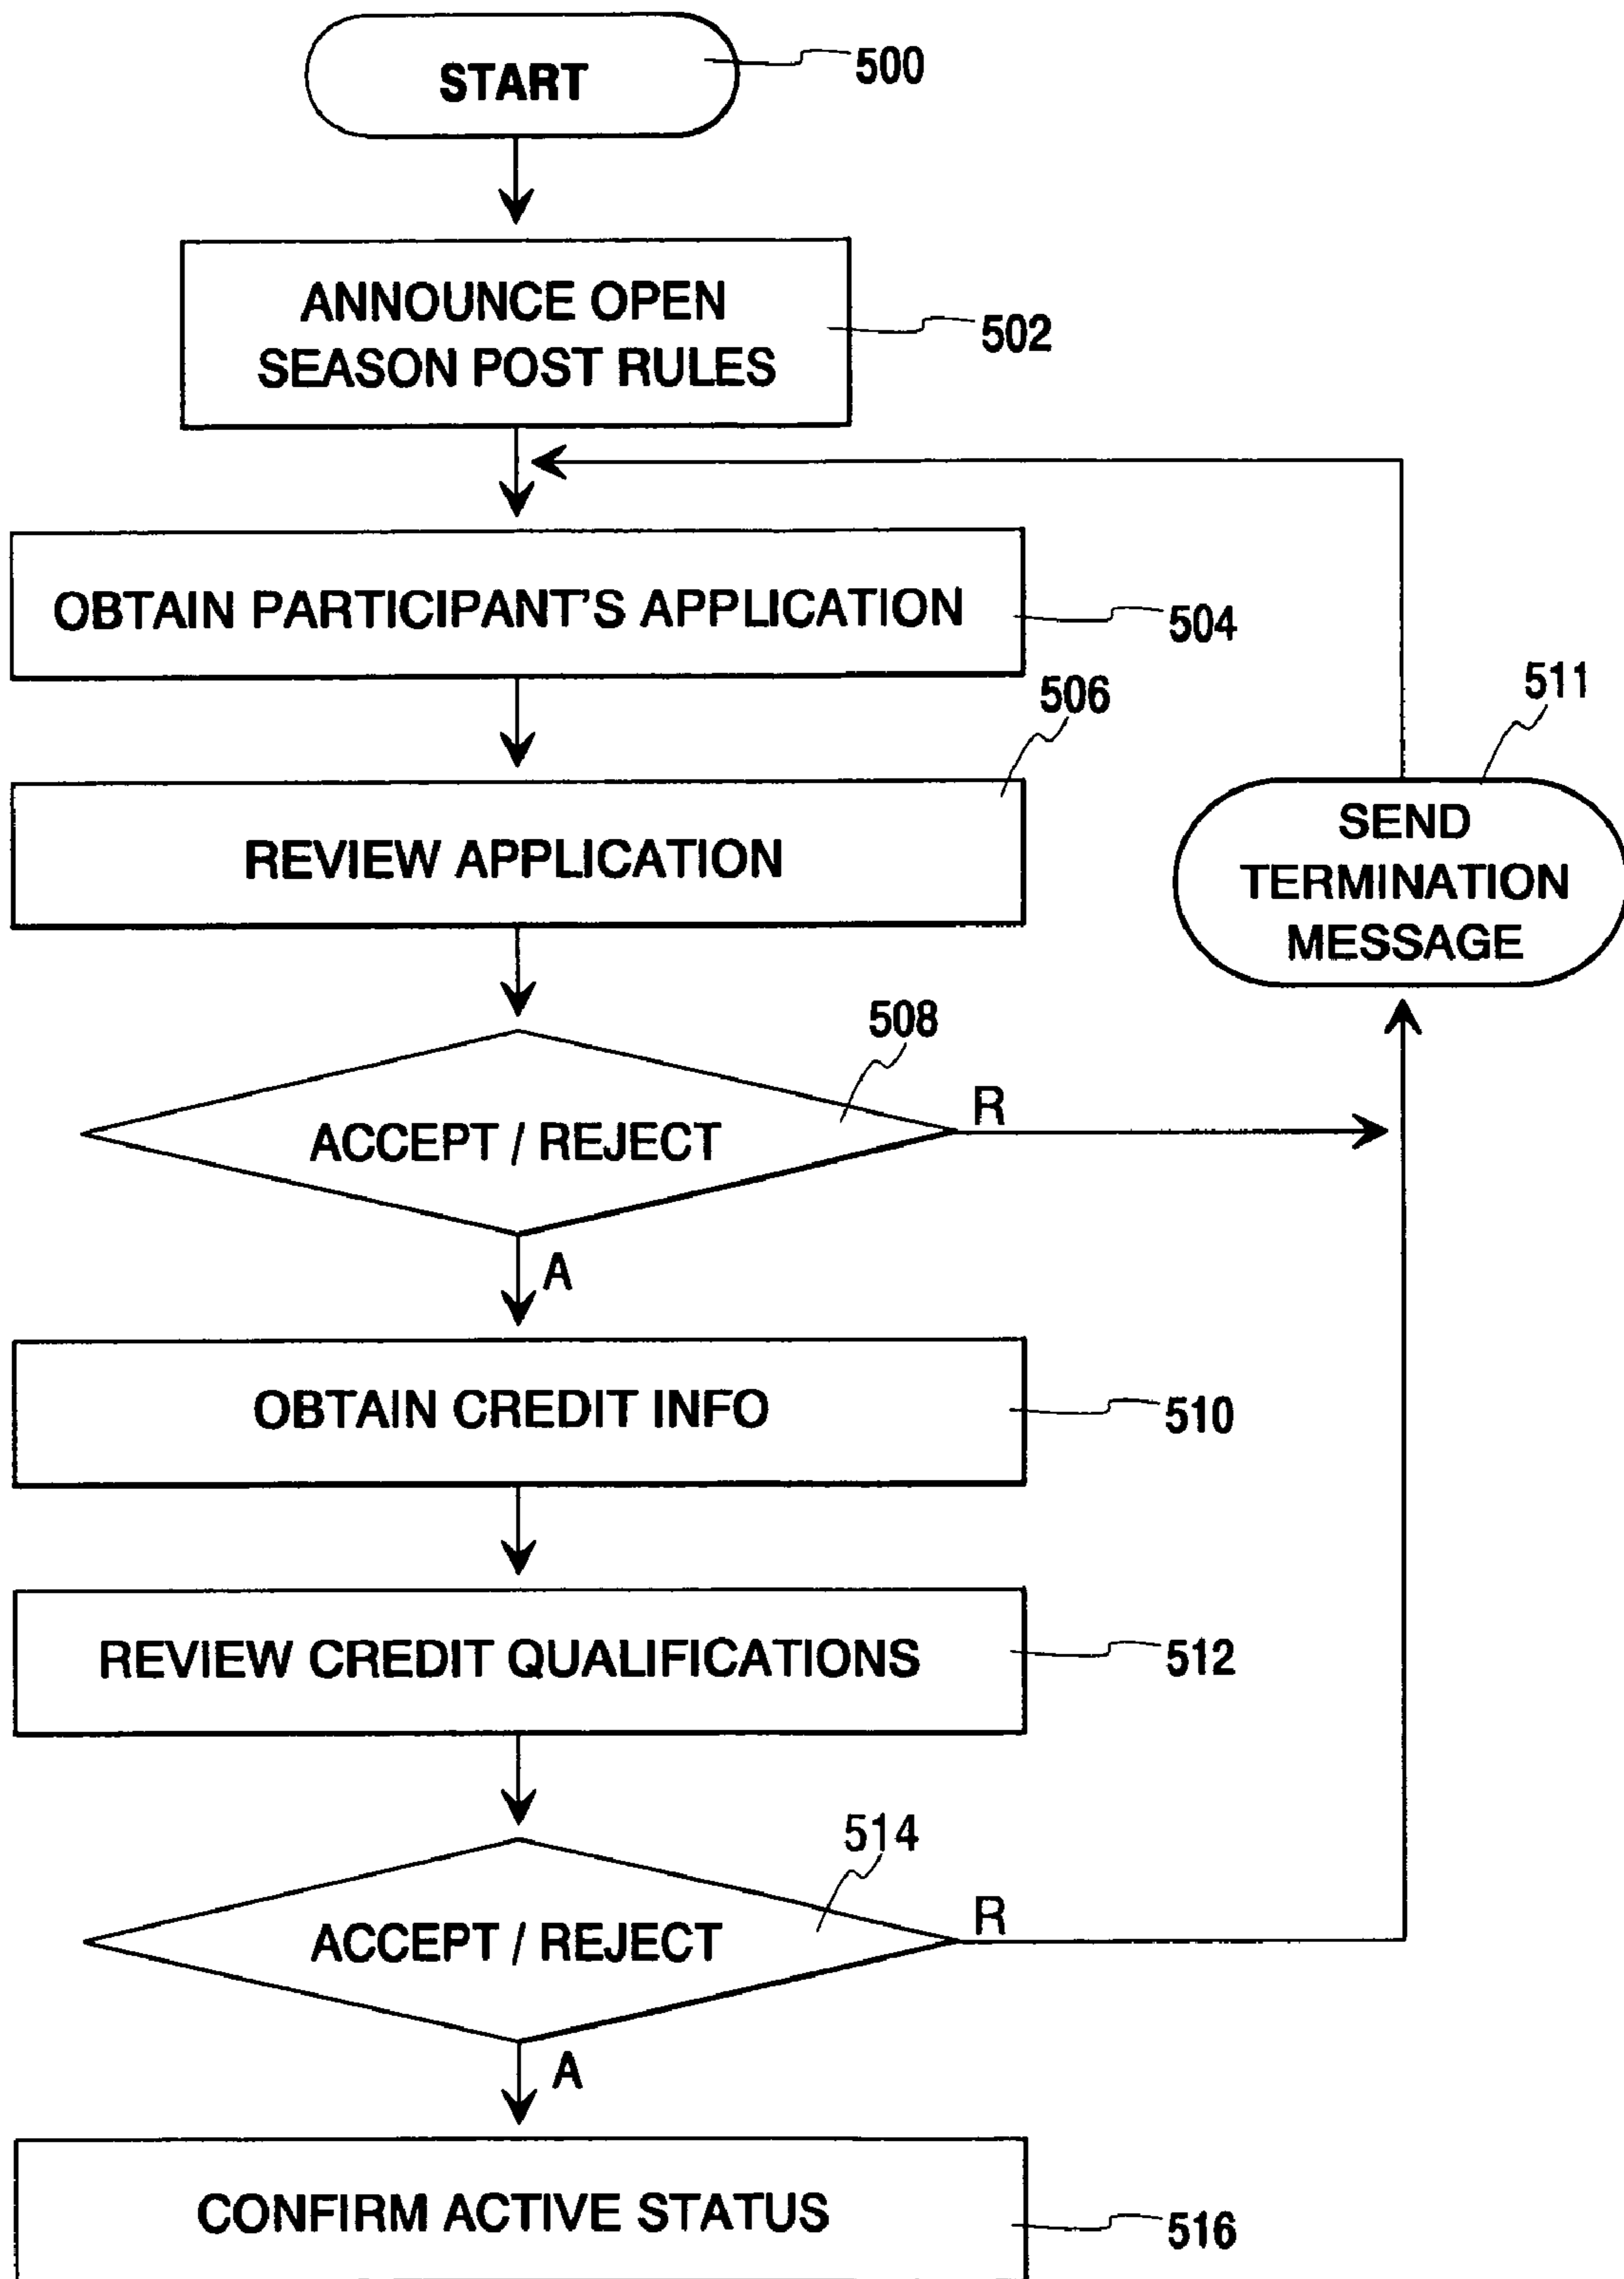 START
500
ANNOUNCE OPEN
SEASON POST RULES
502
OBTAIN PARTICIPANT'S APPLICATION
504
506
REVIEW APPLICATION
511
SEND
TERMINATION
MESSAGE
508
ACCEPT / REJECT
R
A
OBTAIN CREDIT INFO
510
REVIEW CREDIT QUALIFICATIONS
512
514
ACCEPT / REJECT
R
A
CONFIRM ACTIVE STATUS
516